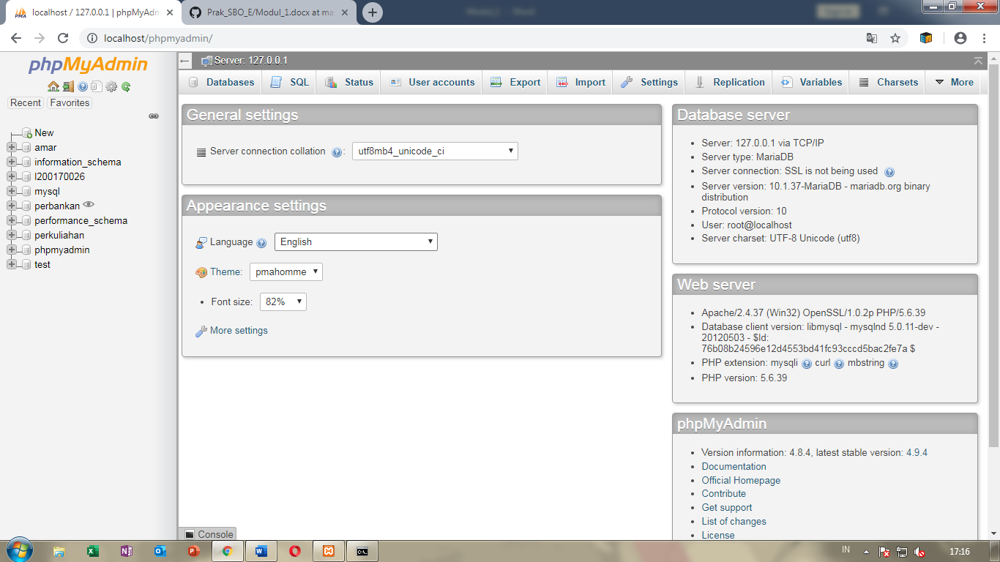 localhost / 127.0.0.1 | phpMyAdm
Prak_SBO_E/Modul_1.docx at ma
localhost/phpmyadmin/
phpMyAdmin
Recent
Favorites
New
amar
information_schema
l200170026
mysql
perbankan
performance_schema
perkuliahan
phpmyadmin
test
Server: 127.0.0.1
Databases
SQL
Status
User accounts
Export
Import
Settings
Replication
Variables
Charsets
More
General settings
Server connection collation :
utf8mb4_unicode_ci
Appearance settings
Language
English
Theme:
pmahomme
Font size:
82%
More settings
Database server
Server: 127.0.0.1 via TCP/IP
Server type: MariaDB
Server connection: SSL is not being used
Server version: 10.1.37-MariaDB - mariadb.org binary
distribution
Protocol version: 10
User: root@localhost
Server charset: UTF-8 Unicode (utf8)
Web server
Apache/2.4.37 (Win32) OpenSSL/1.0.2p PHP/5.6.39
Database client version: libmysql - mysqlnd 5.0.11-dev -
20120503 - $Id:
76b08b24596e12d4553bd41fc93cccd5bac2fe7a $
PHP extension: mysqli curl mbstring
PHP version: 5.6.39
phpMyAdmin
Version information: 4.8.4, latest stable version: 4.9.4
Documentation
Official Homepage
Contribute
Get support
List of changes
License
Console
IN
17:16